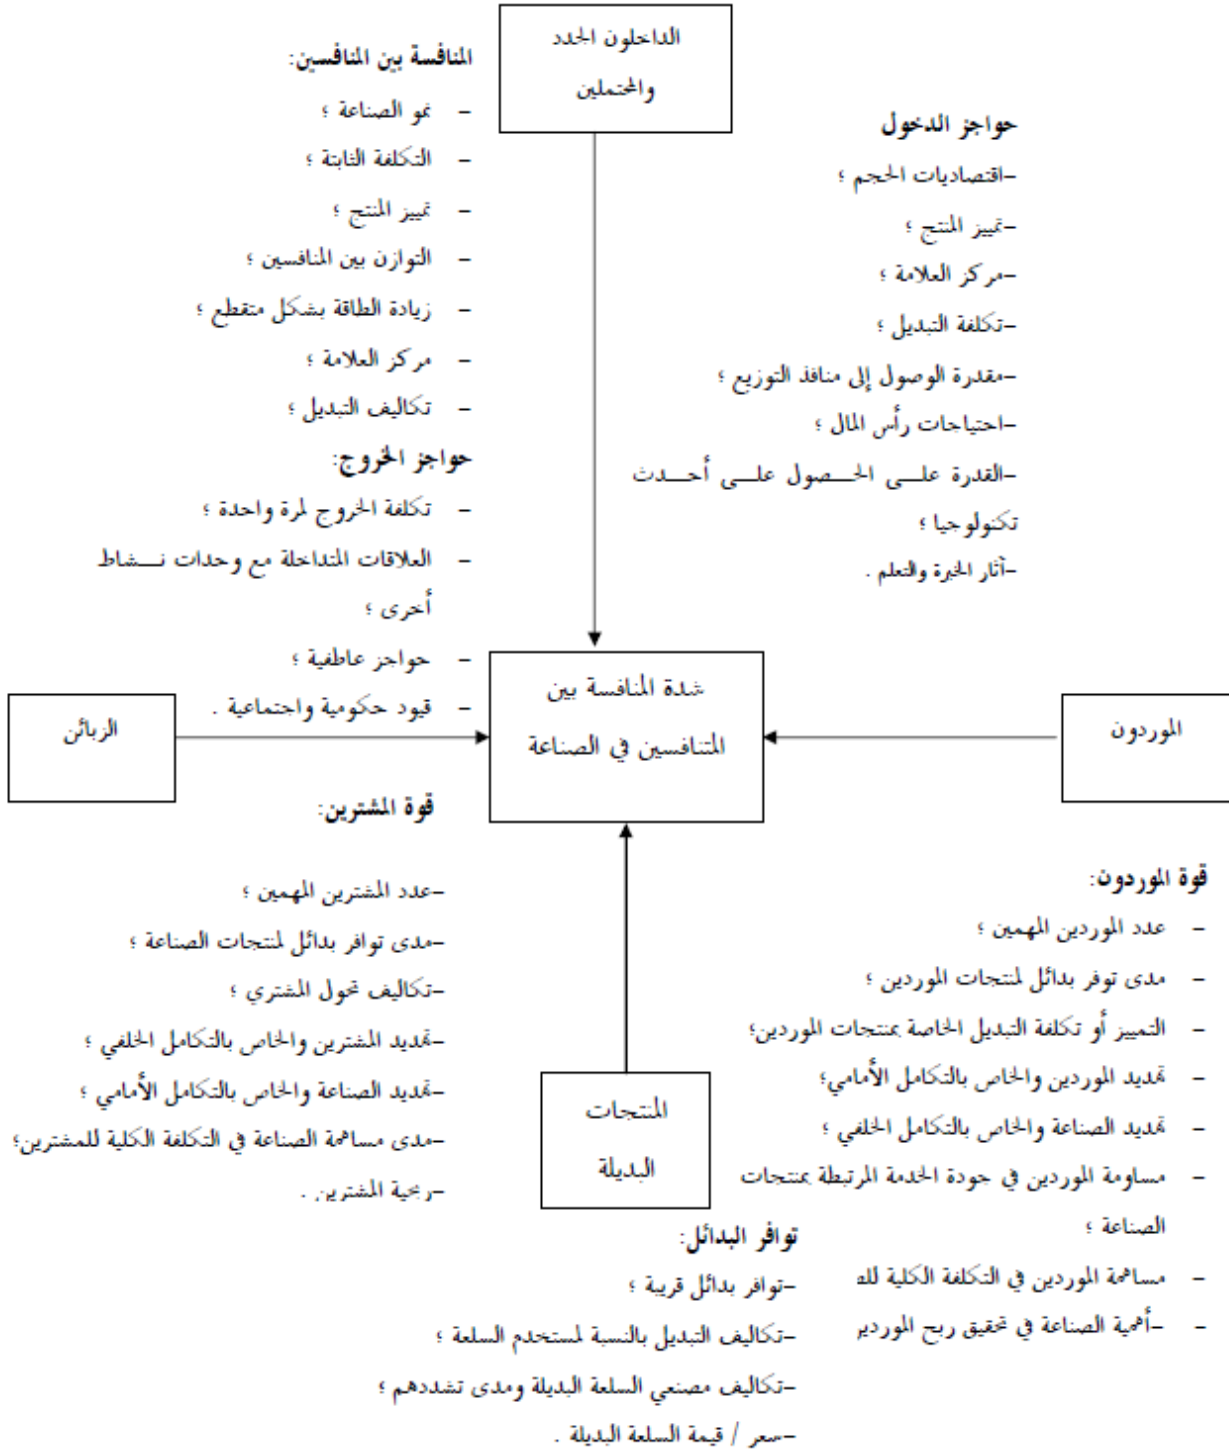 الداخلون الجدد
والمحتملين
حواجز الدخول
-اقتصاديات الحجم ؛
-تمييز المنتج ؛
-مركز العلامة ؛
-تكلفة التبديل ؛
-مقدرة الوصول إلى منافذ التوزيع ؛
-احتياجات رأس المال ؛
-القدرة علـــى الحـــصول علـــى أحـــدث
تكنولوجيا ؛
-آثار الخبرة والتعلم .
المنافسة بين المنافسين:
- نمو الصناعة ؛
- التكلفة الثابتة ؛
- تمييز المنتج ؛
- التوازن بين المنافسين ؛
- زيادة الطاقة بشكل متقطع ؛
- مركز العلامة ؛
- تكاليف التبديل ؛
حواجز الخروج:
- تكلفة الخروج لمرة واحدة ؛
- العلاقات المتداخلة مع وحدات نـــشاط
أخرى ؛
- حواجز عاطفية ؛
- قيود حكومية واجتماعية .
الموردون
شدة المنافسة بين
المتنافسين في الصناعة
الزبائن
قوة الموردون:
- عدد الموردين المهمين ؛
- مدى توفر بدائل لمنتجات الموردين ؛
- التمييز أو تكلفة التبديل الخاصة بمنتجات الموردين؛
- تهديد الموردين والخاص بالتكامل الأمامي؛
- تهديد الصناعة والخاص بالتكامل الخلفي ؛
- مساومة الموردين في جودة الخدمة المرتبطة بمنتجات
الصناعة ؛
- مساهمة الموردين في التكلفة الكلية
- -أهمية الصناعة في تحقيق ربح
قوة المشترين:
-عدد المشترين المهمين ؛
-مدى توافر بدائل لمنتجات الصناعة ؛
-تكاليف تحول المشتري ؛
-تهديد المشترين والخاص بالتكامل الخلفي ؛
-تهديد الصناعة والخاص بالتكامل الأمامي ؛
-مدى مساهمة الصناعة في التكلفة الكلية للمشترين؛
-ربحية المشترين .
المنتجات
البديلة
توافر البدائل:
-توافر بدائل قريبة ؛
-تكاليف التبديل بالنسبة لمستخدم السلعة ؛
-تكاليف مصنعي السلعة البديلة ومدى تشددهم ؛
-سعر / قيمة السلعة البديلة .